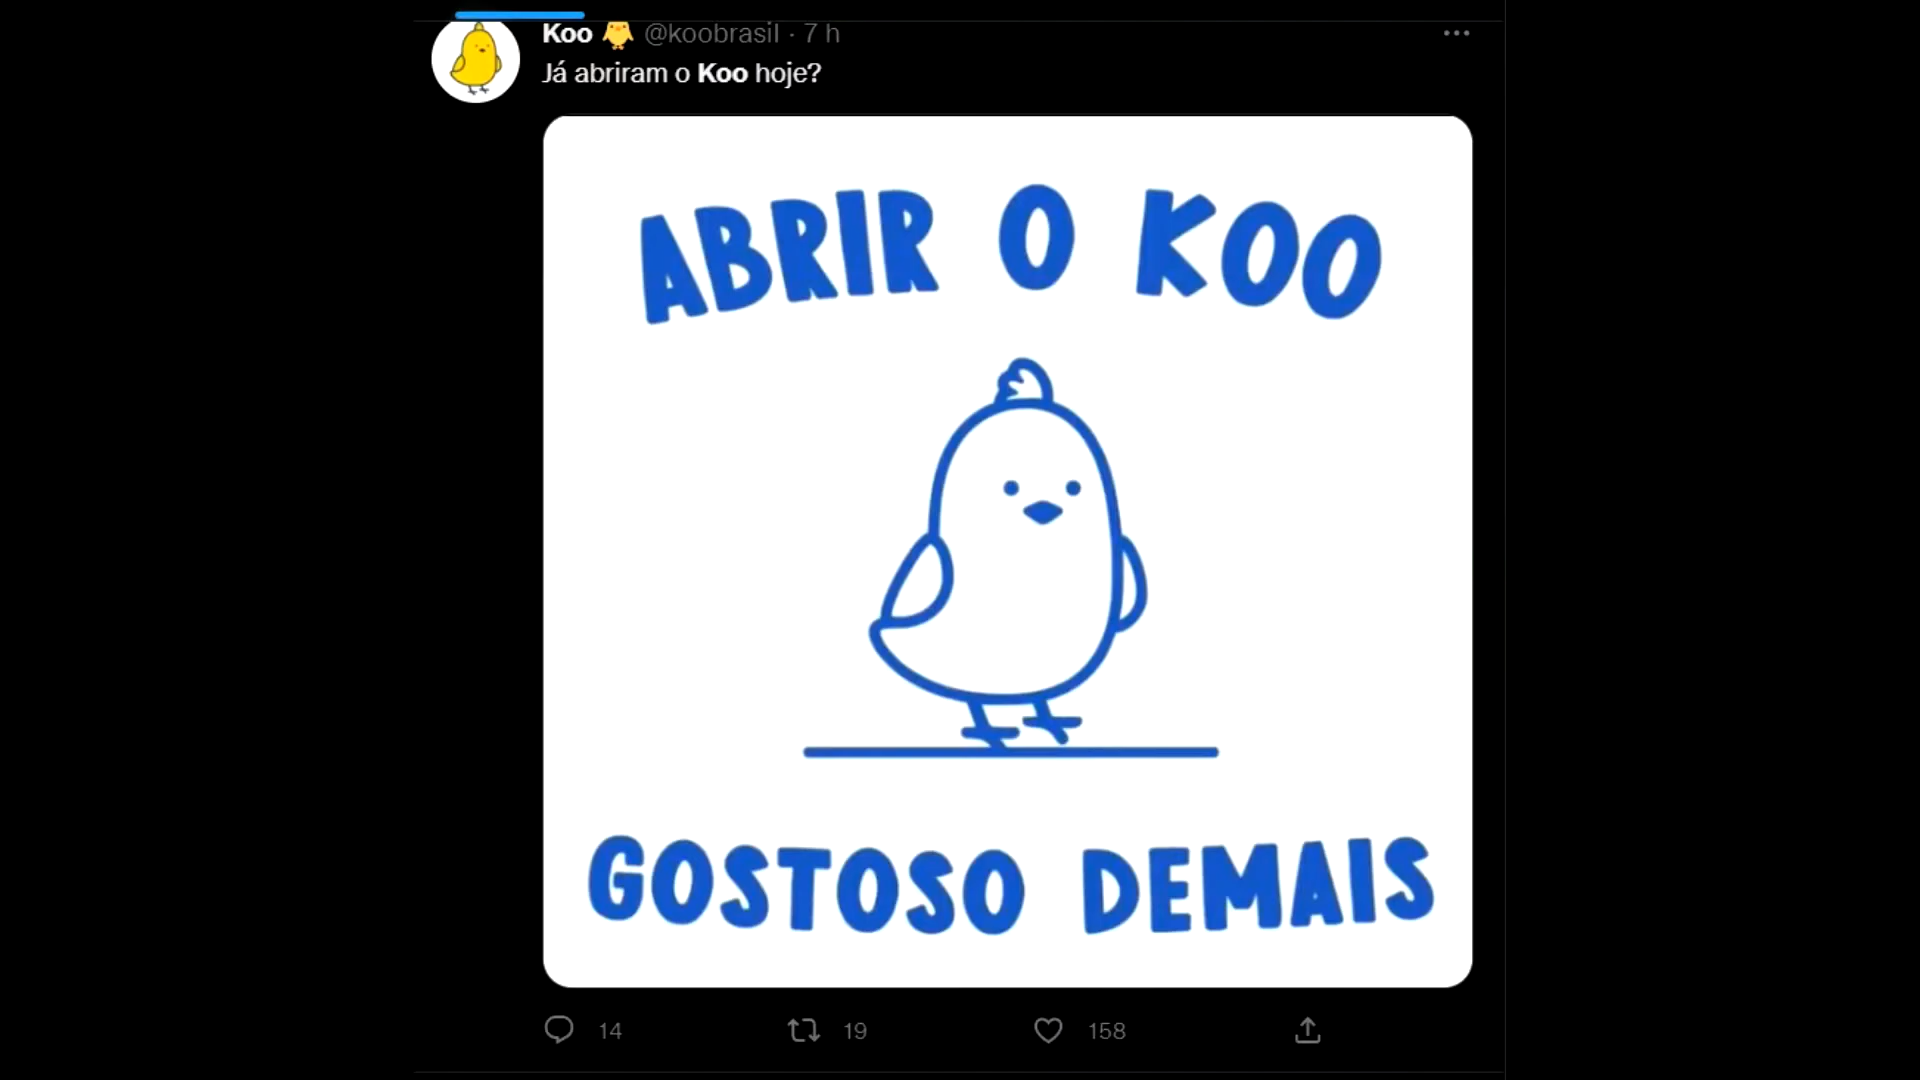 Koo 🐥 @koobrasil · 7 h
Já abriram o Koo hoje?
ABRIR O KOO
GOSTOSO DEMAIS
14 19 158